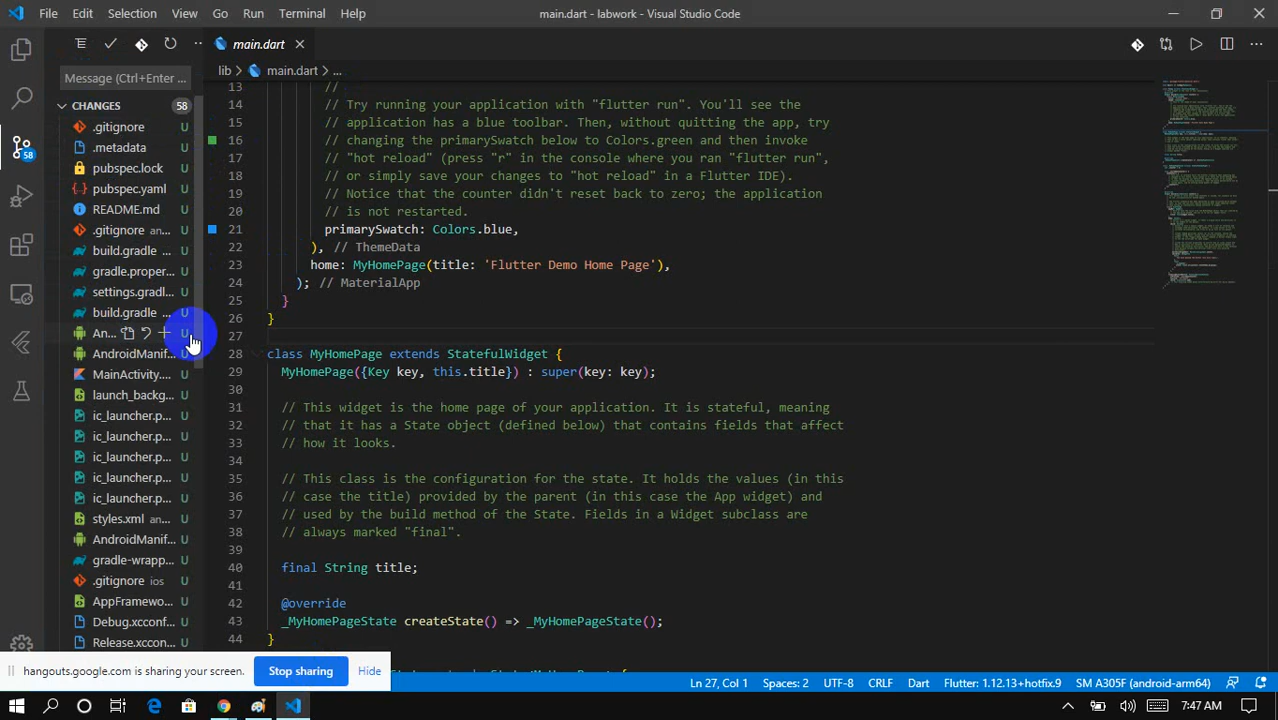 File Edit Selection View Go Run Terminal Help
main.dart - labwork - Visual Studio Code
main.dart
Message (Ctrl+Enter ...
lib > main.dart > ...
CHANGES 58
.gitignore U
.metadata U
pubspec.lock U
pubspec.yaml U
README.md U
.gitignore an... U
build.gradle ... U
gradle.proper... U
settings.gradl... U
build.gradle ... U
An... U
AndroidManif... U
MainActivity.... U
launch_backg... U
ic_launcher.p... U
ic_launcher.p... U
ic_launcher.p... U
ic_launcher.p... U
ic_launcher.p... U
styles.xml an... U
AndroidManif... U
gradle-wrapp... U
.gitignore ios U
AppFramewo... U
Debug.xcconf... U
Release.xccon... U
58
13 //
14 // Try running your application with "flutter run". You'll see the
15 // application has a blue toolbar. Then, without quitting the app, try
16 // changing the primarySwatch below to Colors.green and then invoke
17 // "hot reload" (press "r" in the console where you ran "flutter run",
18 // or simply save your changes to "hot reload" in a Flutter IDE).
19 // Notice that the counter didn't reset back to zero; the application
20 // is not restarted.
21 primarySwatch: Colors.blue,
22 ), // ThemeData
23 home: MyHomePage(title: 'Flutter Demo Home Page'),
24 ); // MaterialApp
25 }
26 }
27
28 class MyHomePage extends StatefulWidget {
29 MyHomePage({Key key, this.title}) : super(key: key);
30
31 // This widget is the home page of your application. It is stateful, meaning
32 // that it has a State object (defined below) that contains fields that affect
33 // how it looks.
34
35 // This class is the configuration for the state. It holds the values (in this
36 // case the title) provided by the parent (in this case the App widget) and
37 // used by the build method of the State. Fields in a Widget subclass are
38 // always marked "final".
39
40 final String title;
41
42 @override
43 _MyHomePageState createState() => _MyHomePageState();
44 }
hangouts.google.com is sharing your screen. Stop sharing Hide
Ln 27, Col 1 Spaces: 2 UTF-8 CRLF Dart Flutter: 1.12.13+hotfix.9 SM A305F (android-arm64)
7:47 AM